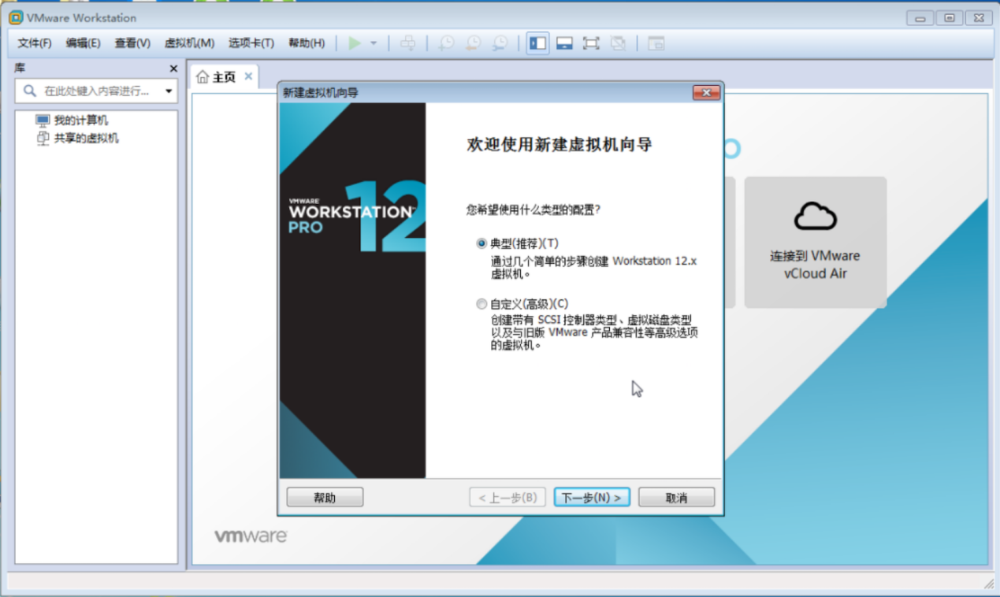 VMware Workstation
文件(F) 编辑(E) 查看(V) 虚拟机(M) 选项卡(T) 帮助(H)
库
在此处键入内容进行...
我的计算机
共享的虚拟机
主页
新建虚拟机向导
欢迎使用新建虚拟机向导
VMWARE
WORKSTATION™
PRO
12
您希望使用什么类型的配置?
典型(推荐)(T)
通过几个简单的步骤创建 Workstation 12.x
虚拟机。
自定义(高级)(C)
创建带有 SCSI 控制器类型、虚拟磁盘类型
以及与旧版 VMware 产品兼容性等高级选项
的虚拟机。
连接到 VMware
vCloud Air
帮助
< 上一步(B)
下一步(N) >
取消
vmware